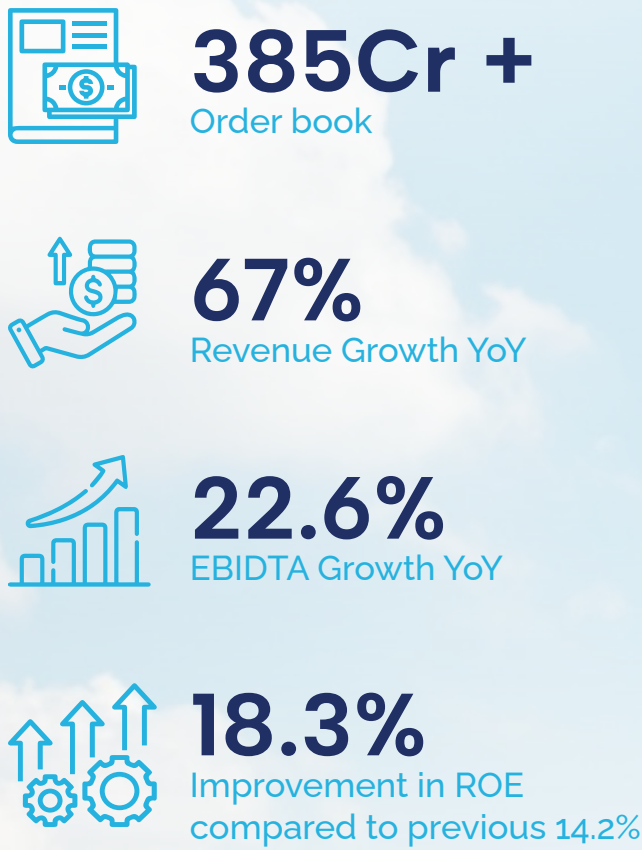 385Cr +
Order book
67%
Revenue Growth YoY
22.6%
EBIDTA Growth YoY
18.3%
Improvement in ROE
compared to previous 14.2%